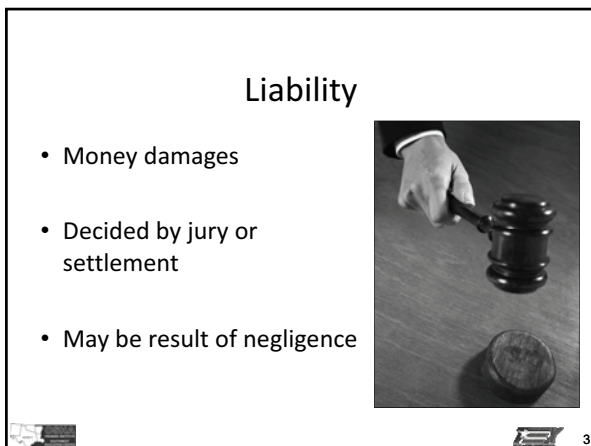 Liability
• Money damages
• Decided by jury or
settlement
• May be result of negligence
3